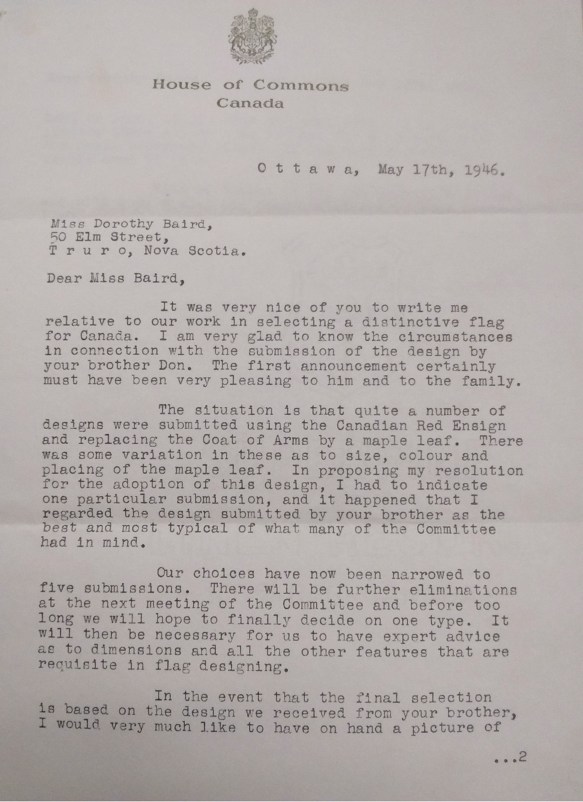 House of Commons
Canada
O t t a w a, May 17th, 1946.
Miss Dorothy Baird,
50 Elm Street,
T r u r o, Nova Scotia.
Dear Miss Baird,
It was very nice of you to write me
relative to our work in selecting a distinctive flag
for Canada. I am very glad to know the circumstances
in connection with the submission of the design by
your brother Don. The first announcement certainly
must have been very pleasing to him and to the family.
The situation is that quite a number of
designs were submitted using the Canadian Red Ensign
and replacing the Coat of Arms by a maple leaf. There
was some variation in these as to size, colour and
placing of the maple leaf. In proposing my resolution
for the adoption of this design, I had to indicate
one particular submission, and it happened that I
regarded the design submitted by your brother as the
best and most typical of what many of the Committee
had in mind.
Our choices have now been narrowed to
five submissions. There will be further eliminations
at the next meeting of the Committee and before too
long we will hope to finally decide on one type. It
will then be necessary for us to have expert advice
as to dimensions and all the other features that are
requisite in flag designing.
In the event that the final selection
is based on the design we received from your brother,
I would very much like to have on hand a picture of
...2